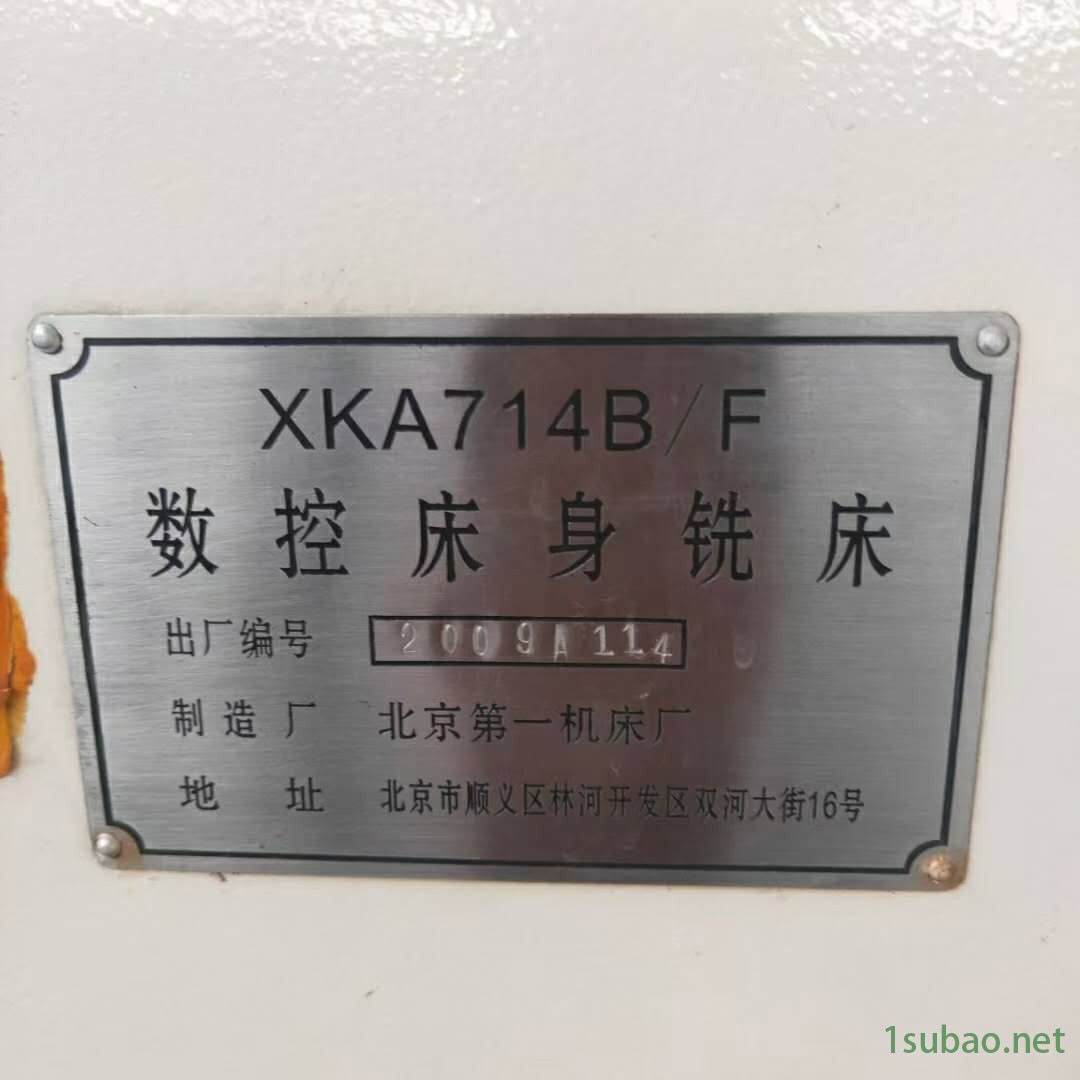 XKA714B/F
数控床身铣床
出厂编号 2009A114
制造厂 北京第一机床厂
地址 北京市顺义区林河开发区双河大街16号
1subao.net